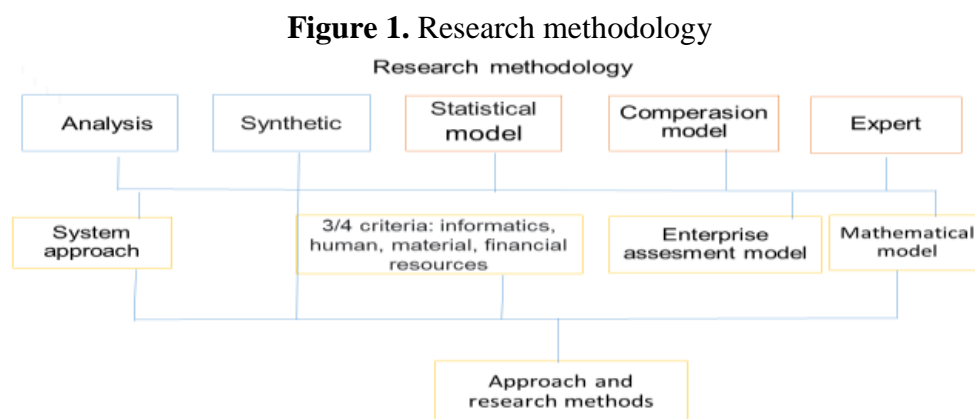 Figure 1. Research methodology
Research methodology
Analysis
Synthetic
Statistical
model
Comperasion
model
Expert
System
approach
3/4 criteria: informatics,
human, material, financial
resources
Enterprise
assesment model
Mathematical
model
Approach and
research methods